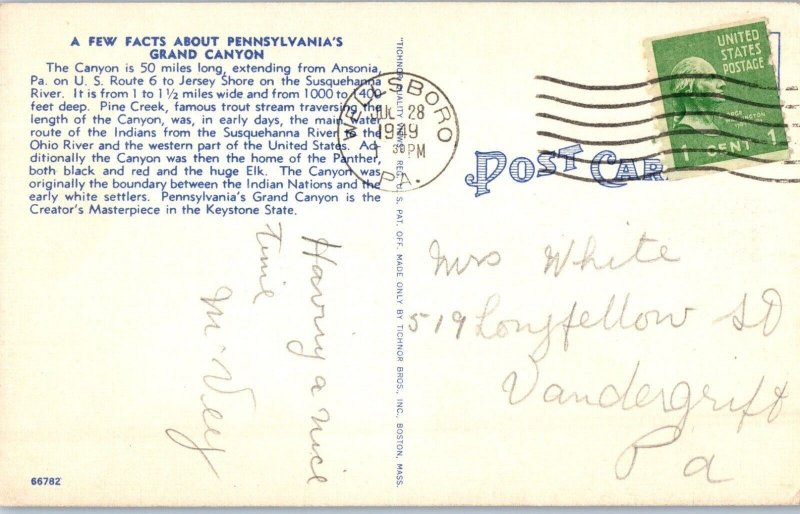 A FEW FACTS ABOUT PENNSYLVANIA'S
GRAND CANYON
The Canyon is 50 miles long, extending from Ansonia,
Pa. on U. S. Route 6 to Jersey Shore on the Susquehanna
River. It is from 1 to 1½ miles wide and from 1000 to 1400
feet deep. Pine Creek, famous trout stream traversing the
length of the Canyon, was, in early days, the main water
route of the Indians from the Susquehanna River to the
Ohio River and the western part of the United States. Ad-
ditionally the Canyon was then the home of the Panther,
both black and red and the huge Elk. The Canyon was
originally the boundary between the Indian Nations and the
early white settlers. Pennsylvania's Grand Canyon is the
Creator's Masterpiece in the Keystone State.
Having a nice
time
66782
"TICHNOR QUALITY VIEWS," REG. U. S. PAT. OFF. MADE ONLY BY TICHNOR BROS., INC., BOSTON, MASS.
WELLSBORO
JUL 28
1949
PM
PA.
POST CAR
UNITED
STATES
POSTAGE
WASHINGTON
1 CENT 1
Mrs White
519 Longfellow St
Vandergrift
Pa